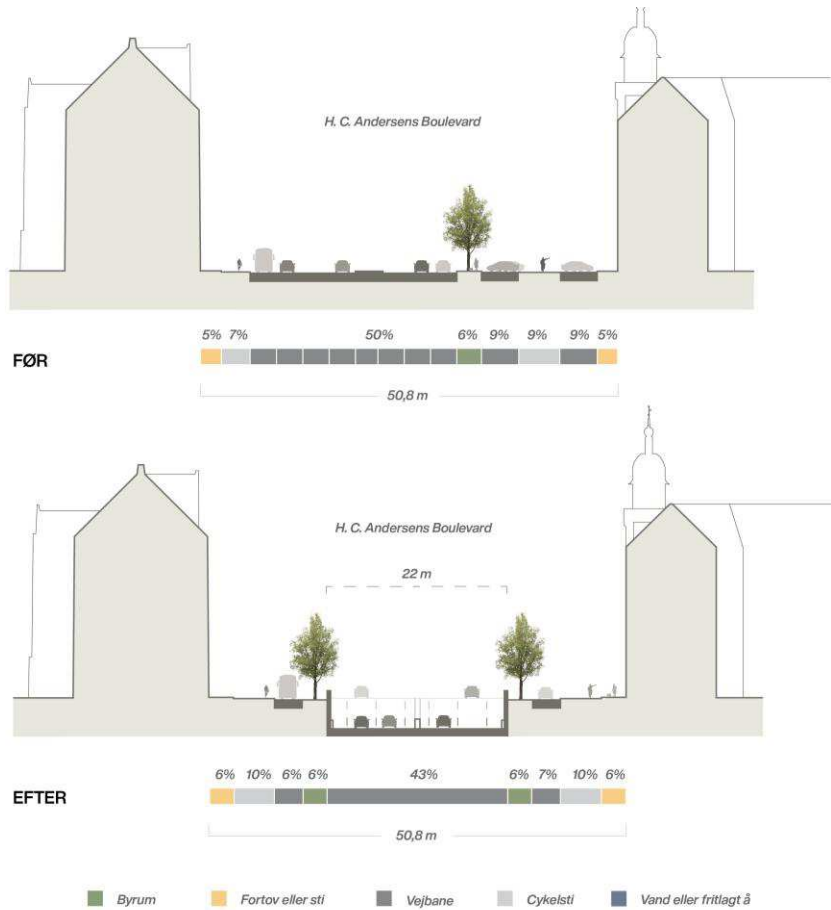 H. C. Andersens Boulevard
5% 7% 50% 6% 9% 9% 9% 5%
FØR
50,8 m
H. C. Andersens Boulevard
22 m
6% 10% 6% 6% 43% 6% 7% 10% 6%
EFTER
50,8 m
Byrum Fortov eller sti Vejbane Cykelsti Vand eller fritlagt å